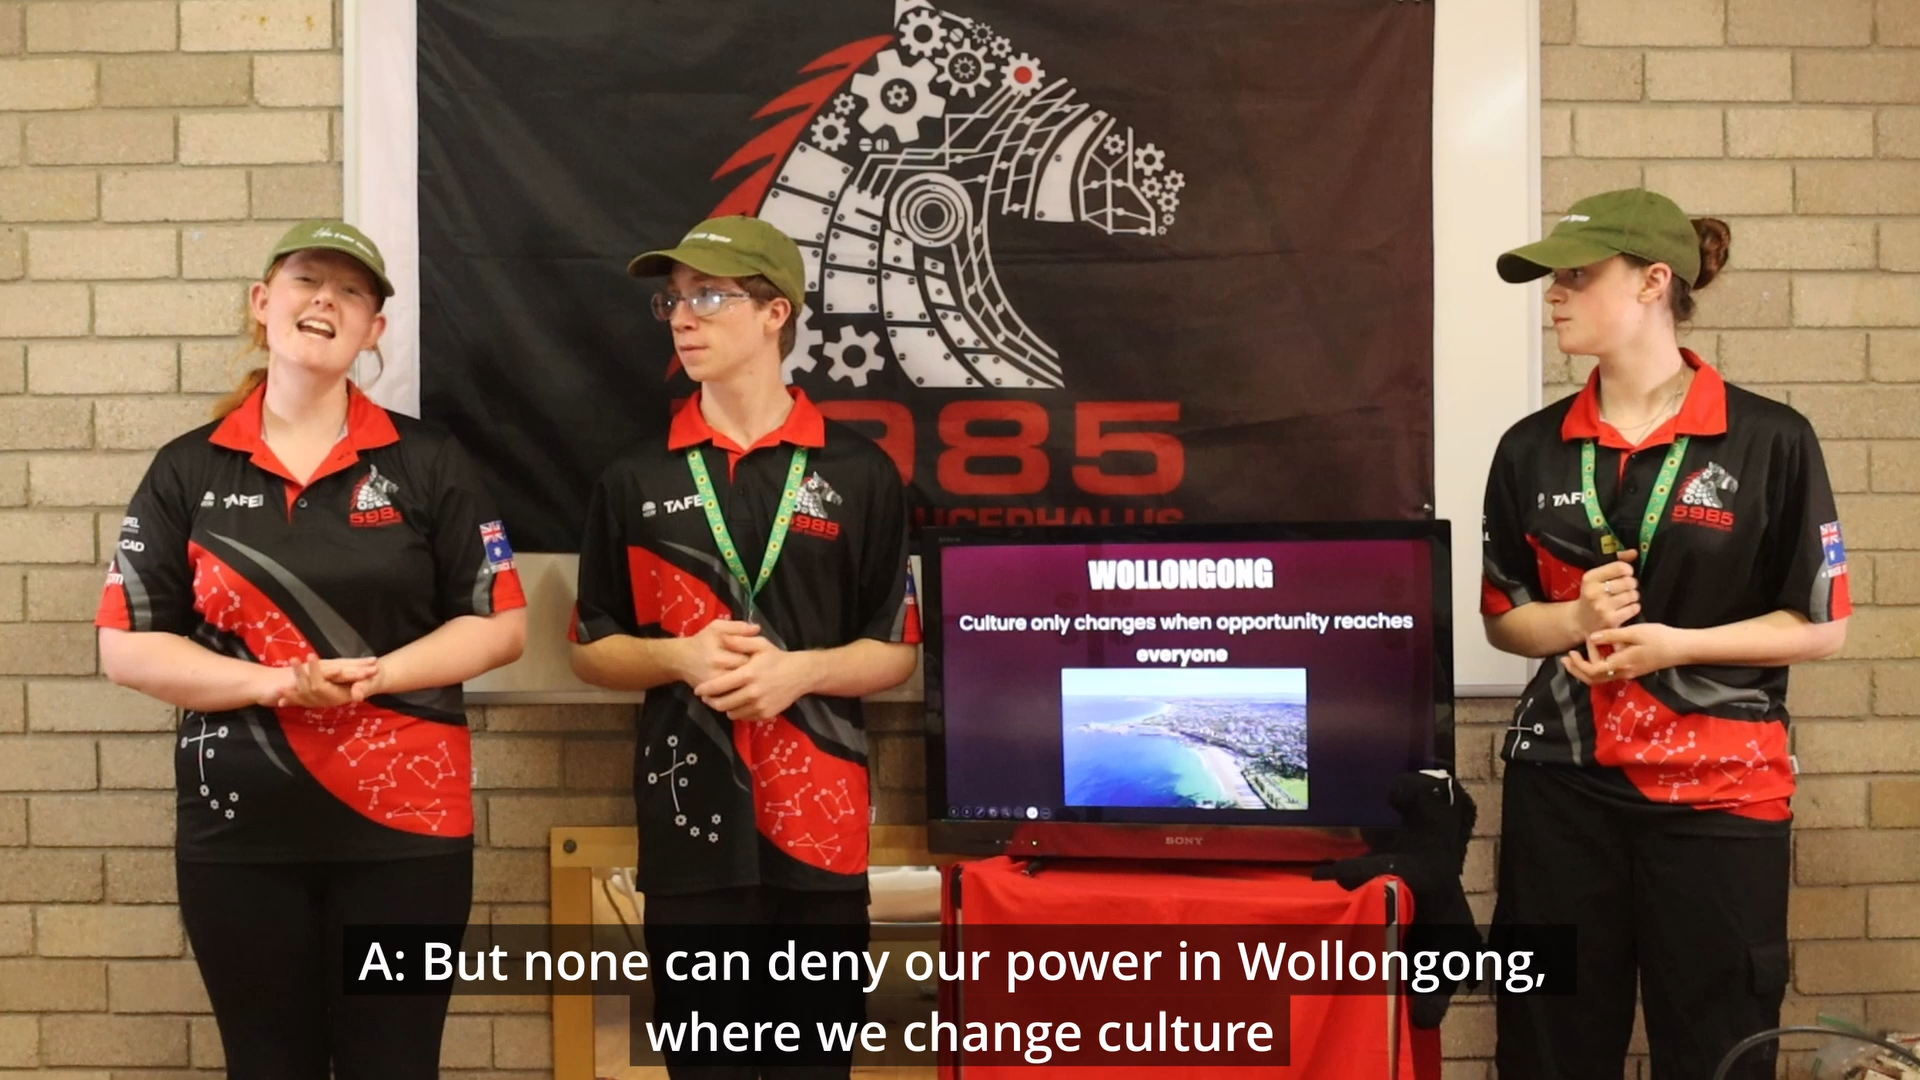 5985
TAFE
5985
TAFE
5985
TAFE
5985
WOLLONGONG
Culture only changes when opportunity reaches
everyone
SONY
A: But none can deny our power in Wollongong,
where we change culture